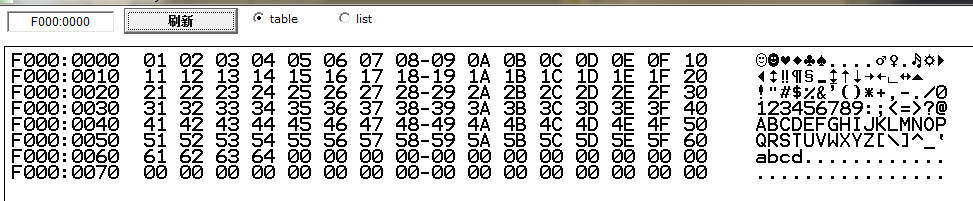 F000:0000 刷新 table list
F000:0000 01 02 03 04 05 06 07 08-09 0A 0B 0C 0D 0E 0F 10 ☺☻♥♦♣♠....♂♀.♫☼►
F000:0010 11 12 13 14 15 16 17 18-19 1A 1B 1C 1D 1E 1F 20 ◄↕‼¶§▬↨↑↓→←∟↔▲
F000:0020 21 22 23 24 25 26 27 28-29 2A 2B 2C 2D 2E 2F 30 !"#$%&'()*+,-./0
F000:0030 31 32 33 34 35 36 37 38-39 3A 3B 3C 3D 3E 3F 40 123456789:;<=>?@
F000:0040 41 42 43 44 45 46 47 48-49 4A 4B 4C 4D 4E 4F 50 ABCDEFGHIJKLMNOP
F000:0050 51 52 53 54 55 56 57 58-59 5A 5B 5C 5D 5E 5F 60 QRSTUVWXYZ[\]^_'
F000:0060 61 62 63 64 00 00 00 00-00 00 00 00 00 00 00 00 abcd............
F000:0070 00 00 00 00 00 00 00 00-00 00 00 00 00 00 00 00 ................